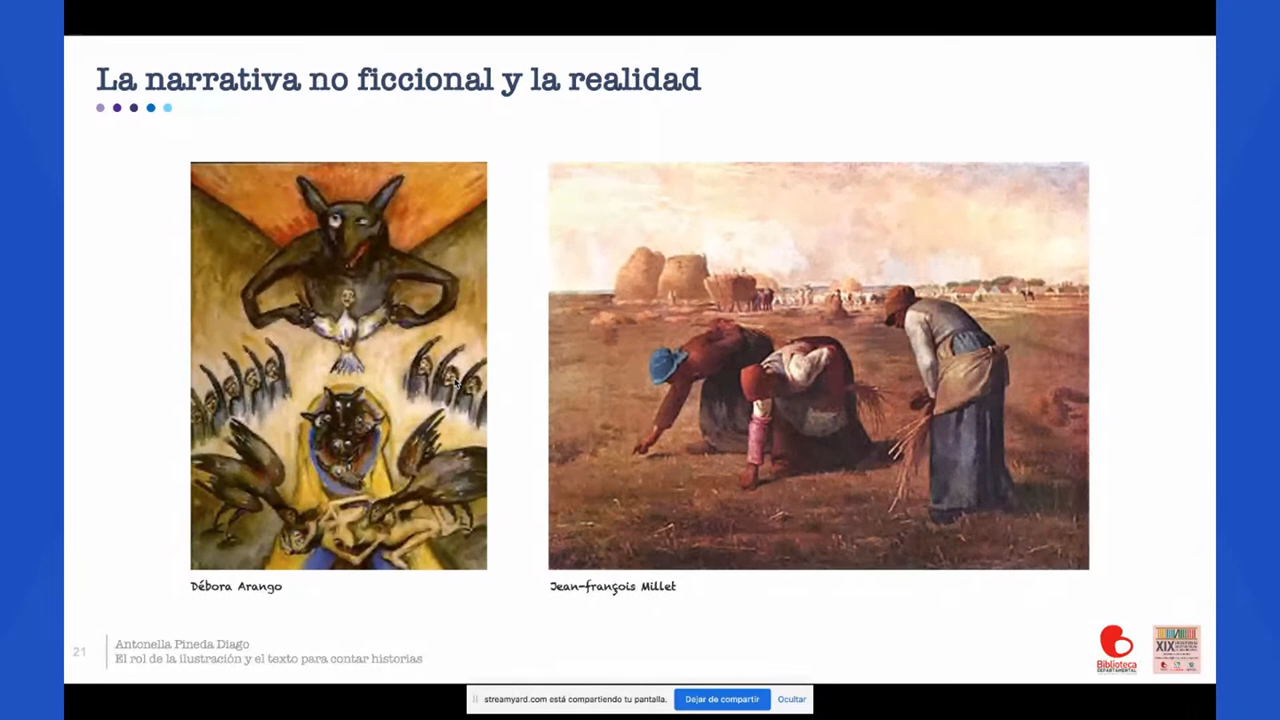 La narrativa no ficcional y la realidad
Débora Arango
Jean-françois Millet
21
Antonella Pineda Diago
El rol de la ilustración y el texto para contar historias
Biblioteca
DEPARTAMENTAL
XIX
streamyard.com está compartiendo tu pantalla.
Dejar de compartir
Ocultar